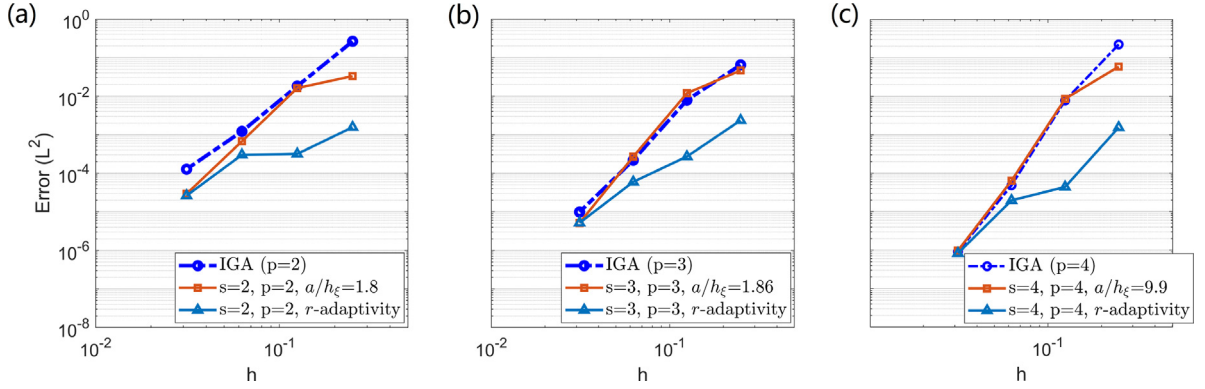 (a)
(b)
(c)
10^0
10^-2
10^-4
10^-6
10^-8
Error (L^2)
IGA (p=2)
s=2, p=2, a/h_ξ=1.8
s=2, p=2, r-adaptivity
10^-2
10^-1
h
IGA (p=3)
s=3, p=3, a/h_ξ=1.86
s=3, p=3, r-adaptivity
10^-2
10^-1
h
IGA (p=4)
s=4, p=4, a/h_ξ=9.9
s=4, p=4, r-adaptivity
10^-1
h